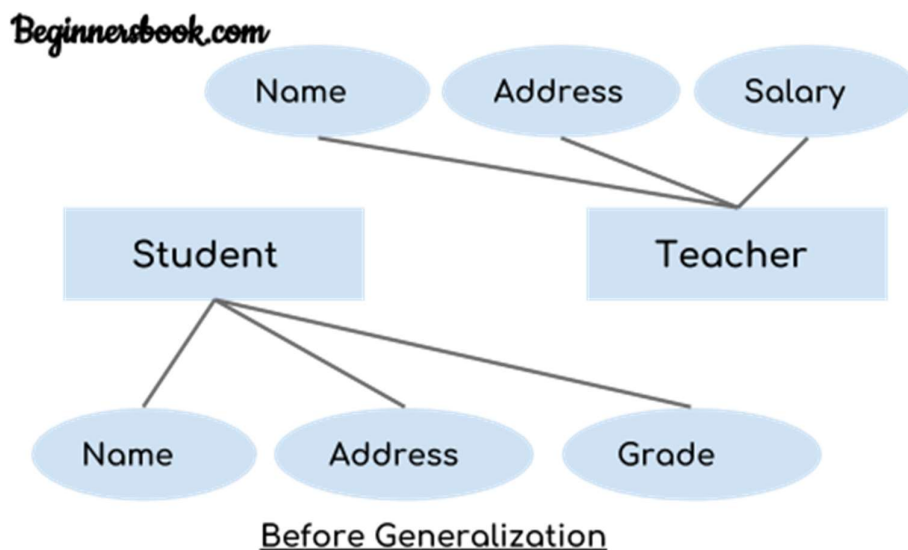 Beginnersbook.com
Name Address Salary
Student Teacher
Name Address Grade
Before Generalization